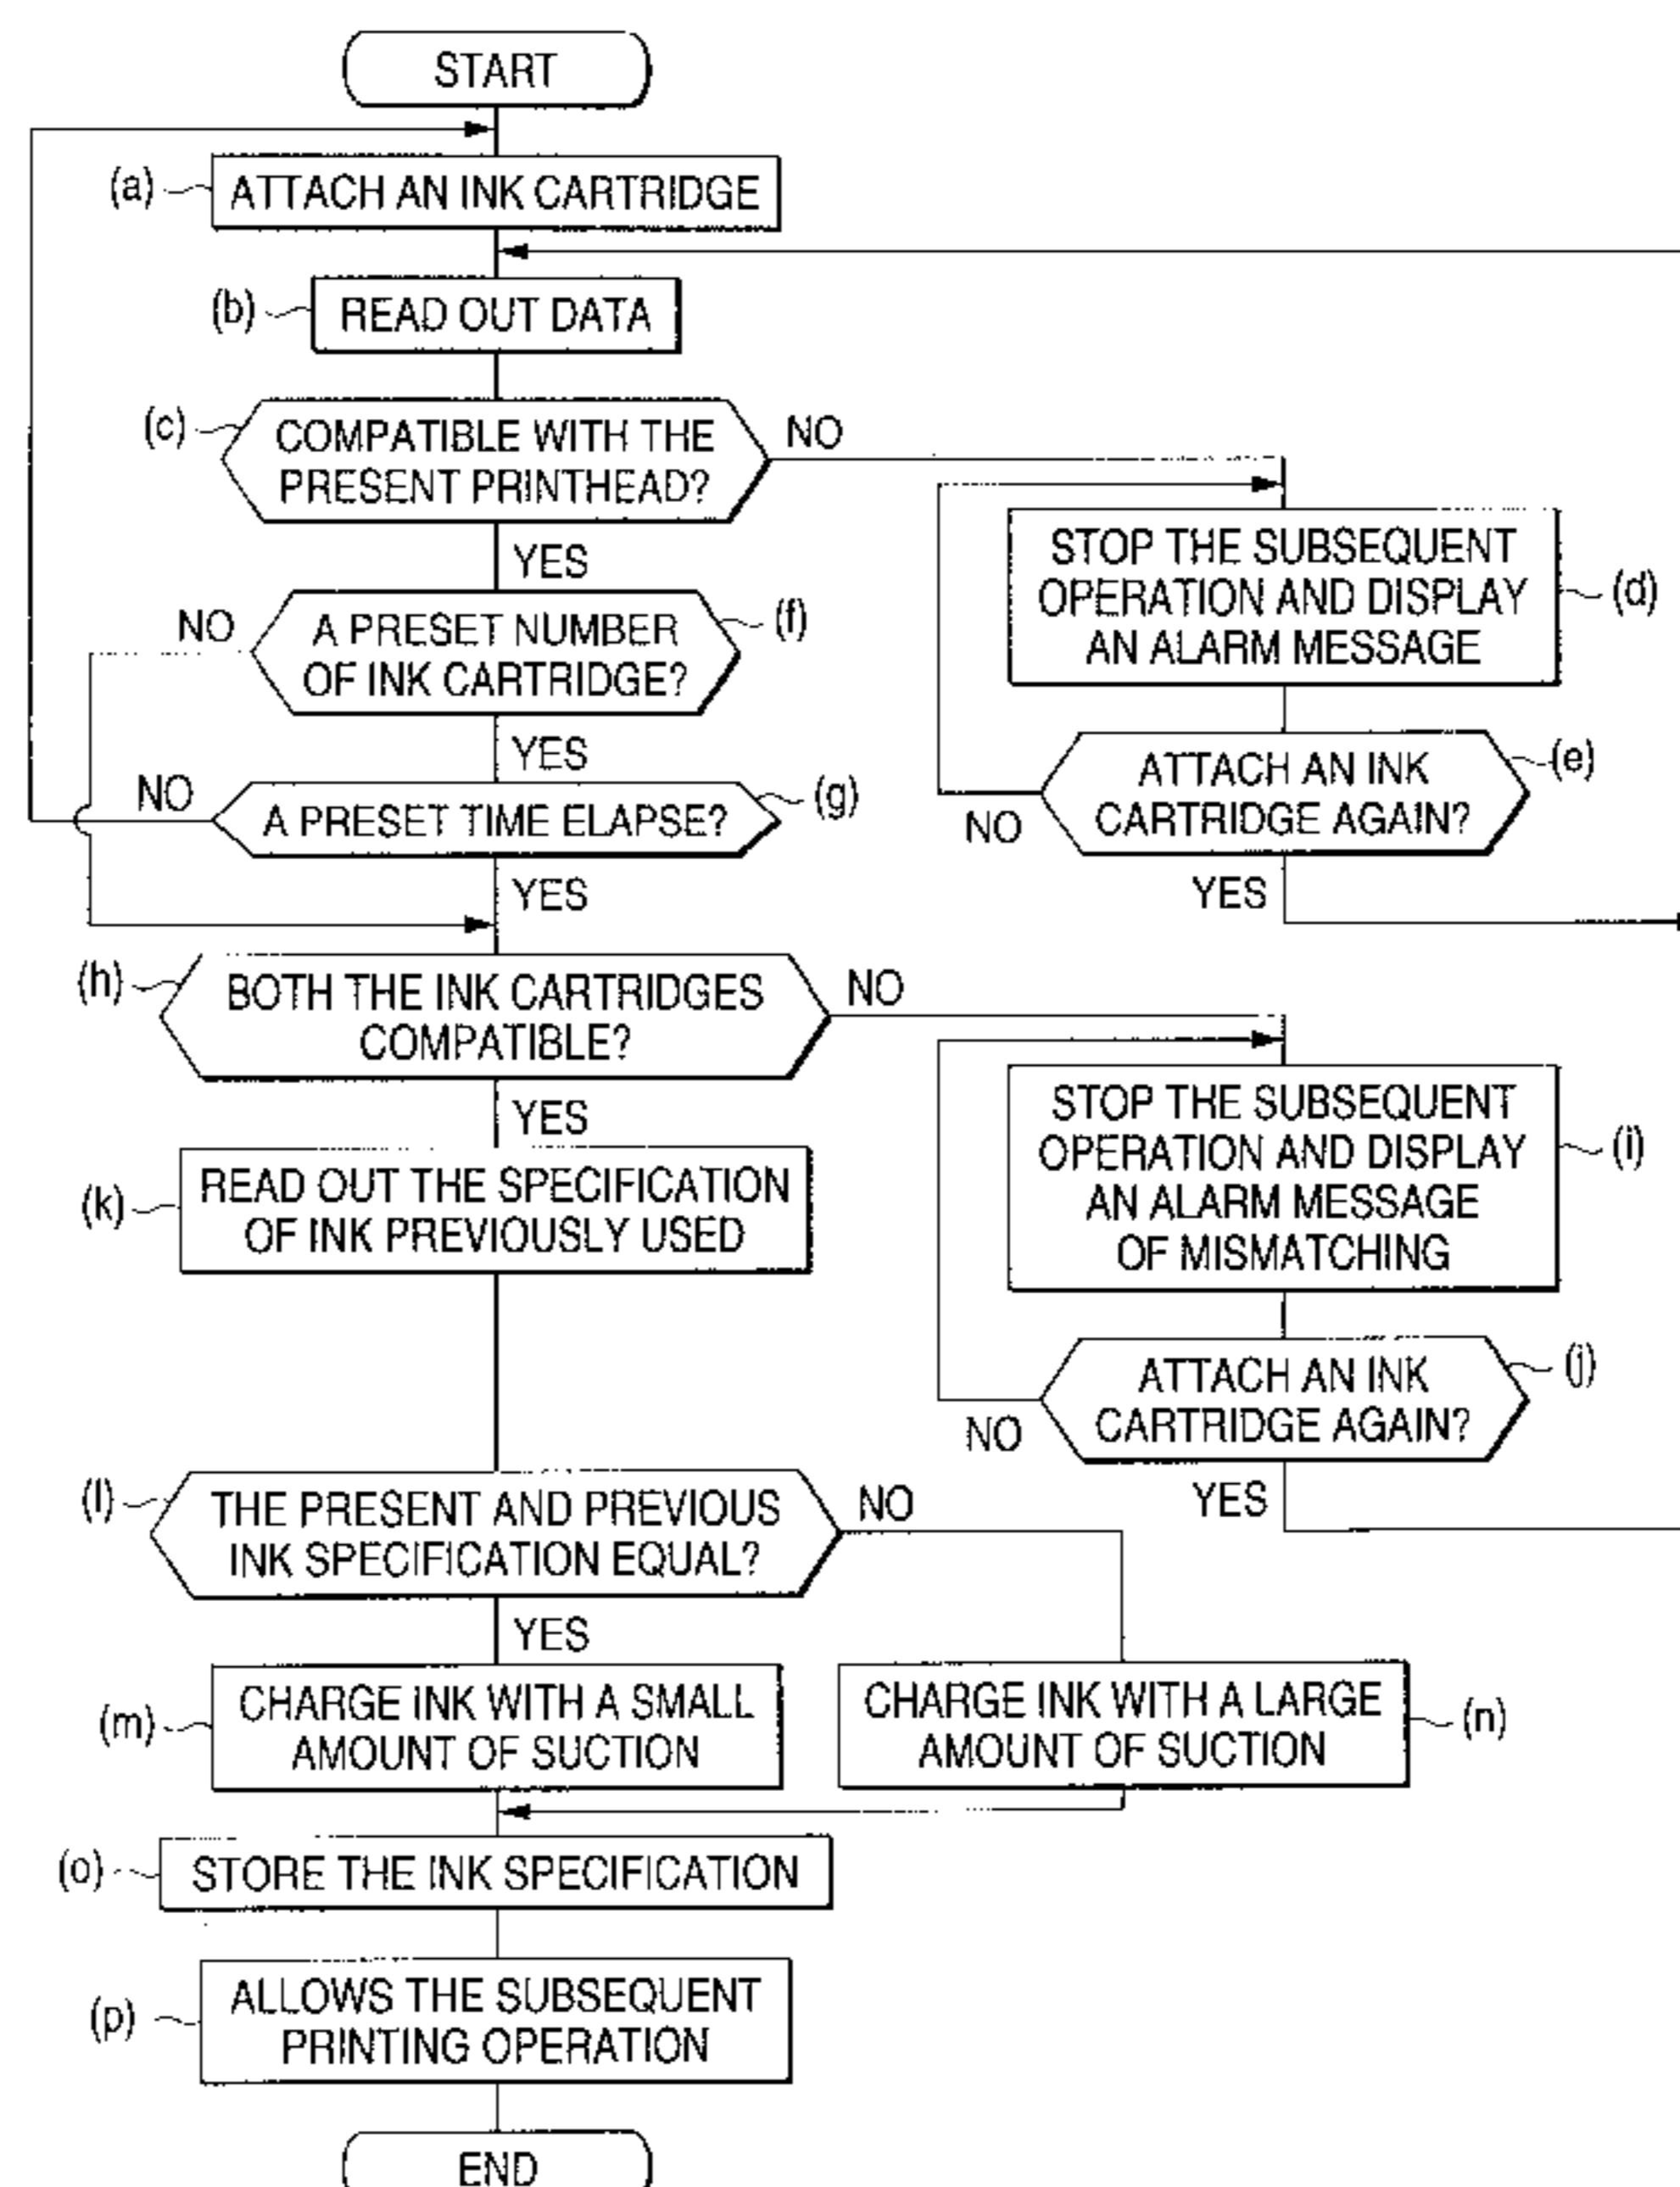 START
(a)
ATTACH AN INK CARTRIDGE
(b)
READ OUT DATA
(c)
COMPATIBLE WITH THE
PRESENT PRINTHEAD?
NO
YES
STOP THE SUBSEQUENT
OPERATION AND DISPLAY
AN ALARM MESSAGE
(d)
NO
A PRESET NUMBER
OF INK CARTRIDGE?
(f)
YES
ATTACH AN INK
CARTRIDGE AGAIN?
(e)
NO
YES
NO
A PRESET TIME ELAPSE?
(g)
YES
(h)
BOTH THE INK CARTRIDGES
COMPATIBLE?
NO
YES
STOP THE SUBSEQUENT
OPERATION AND DISPLAY
AN ALARM MESSAGE
OF MISMATCHING
(i)
(k)
READ OUT THE SPECIFICATION
OF INK PREVIOUSLY USED
ATTACH AN INK
CARTRIDGE AGAIN?
(j)
NO
YES
(l)
THE PRESENT AND PREVIOUS
INK SPECIFICATION EQUAL?
NO
YES
(m)
CHARGE INK WITH A SMALL
AMOUNT OF SUCTION
CHARGE INK WITH A LARGE
AMOUNT OF SUCTION
(n)
(o)
STORE THE INK SPECIFICATION
(p)
ALLOWS THE SUBSEQUENT
PRINTING OPERATION
END